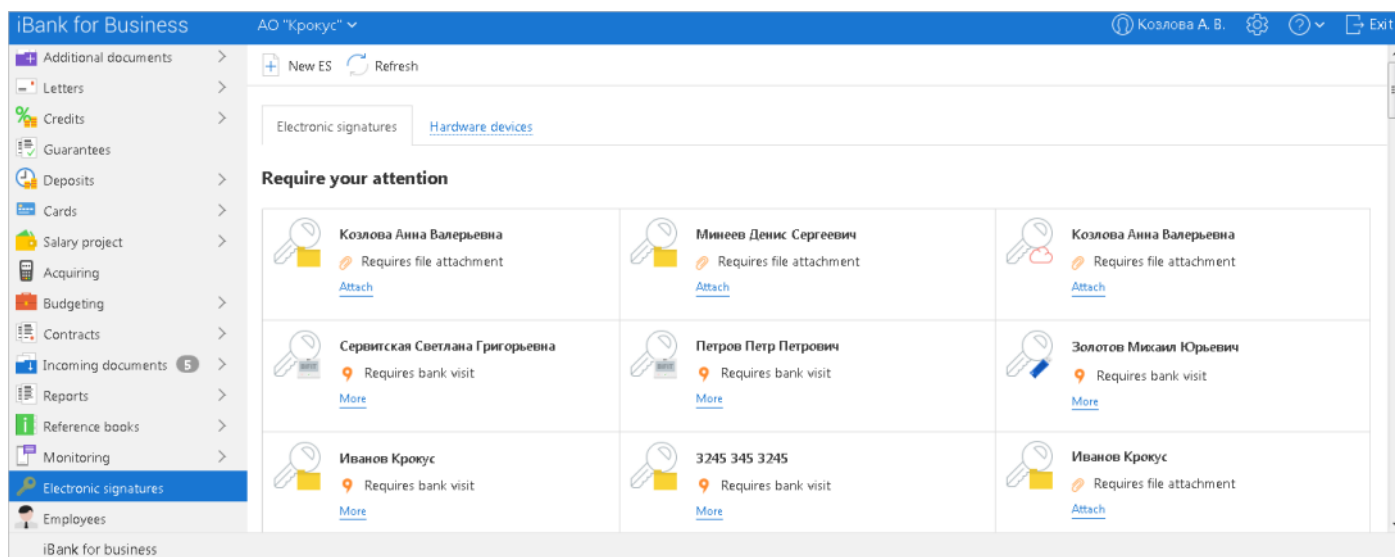 iBank for Business
АО "Крокус"
Козлова А. В.
Exit
Additional documents
Letters
Credits
Guarantees
Deposits
Cards
Salary project
Acquiring
Budgeting
Contracts
Incoming documents 5
Reports
Reference books
Monitoring
Electronic signatures
Employees
iBank for business
New ES
Refresh
Electronic signatures
Hardware devices
Require your attention
Козлова Анна Валерьевна
Requires file attachment
Attach
Минеев Денис Сергеевич
Requires file attachment
Attach
Козлова Анна Валерьевна
Requires file attachment
Attach
Сервитская Светлана Григорьевна
Requires bank visit
More
Петров Петр Петрович
Requires bank visit
More
Золотов Михаил Юрьевич
Requires bank visit
More
Иванов Крокус
Requires bank visit
More
3245 345 3245
Requires bank visit
More
Иванов Крокус
Requires file attachment
Attach